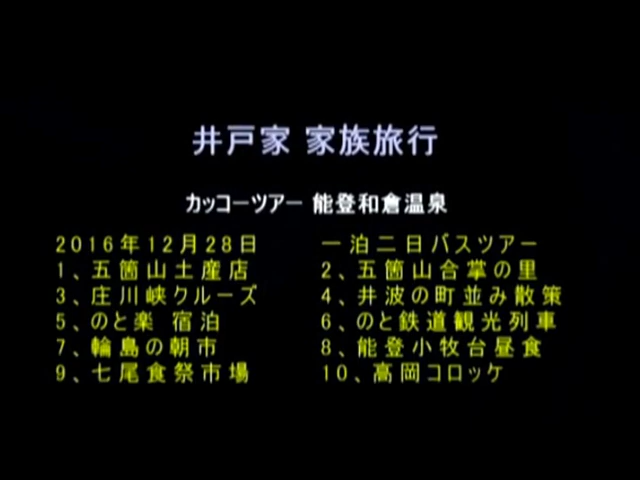 井戸家 家族旅行
カッコーツアー 能登和倉温泉
2016年12月28日 一泊二日バスツアー
1、五箇山土産店 2、五箇山合掌の里
3、庄川峡クルーズ 4、井波の町並み散策
5、のと楽 宿泊 6、のと鉄道観光列車
7、輪島の朝市 8、能登小牧台昼食
9、七尾食祭市場 10、高岡コロッケ